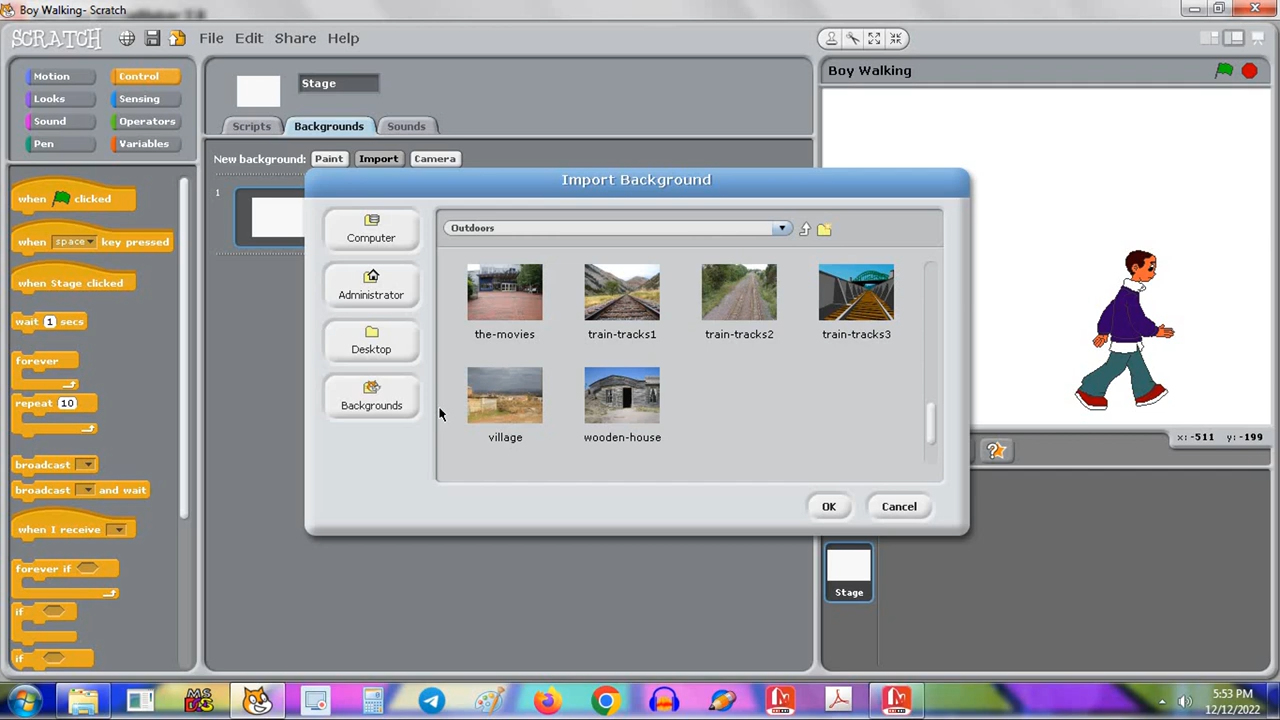 Boy Walking- Scratch
SCRATCH
File Edit Share Help
Motion Control
Looks Sensing
Sound Operators
Pen Variables
when clicked
when space key pressed
when Stage clicked
wait 1 secs
forever
repeat 10
broadcast
broadcast and wait
when I receive
forever if
if
if
Stage
Scripts Backgrounds Sounds
New background: Paint Import Camera
1
Import Background
Computer
Administrator
Desktop
Backgrounds
Outdoors
the-movies train-tracks1 train-tracks2 train-tracks3
village wooden-house
OK Cancel
Boy Walking
x: -511 y: -199
Stage
MS
5:53 PM
12/12/2022